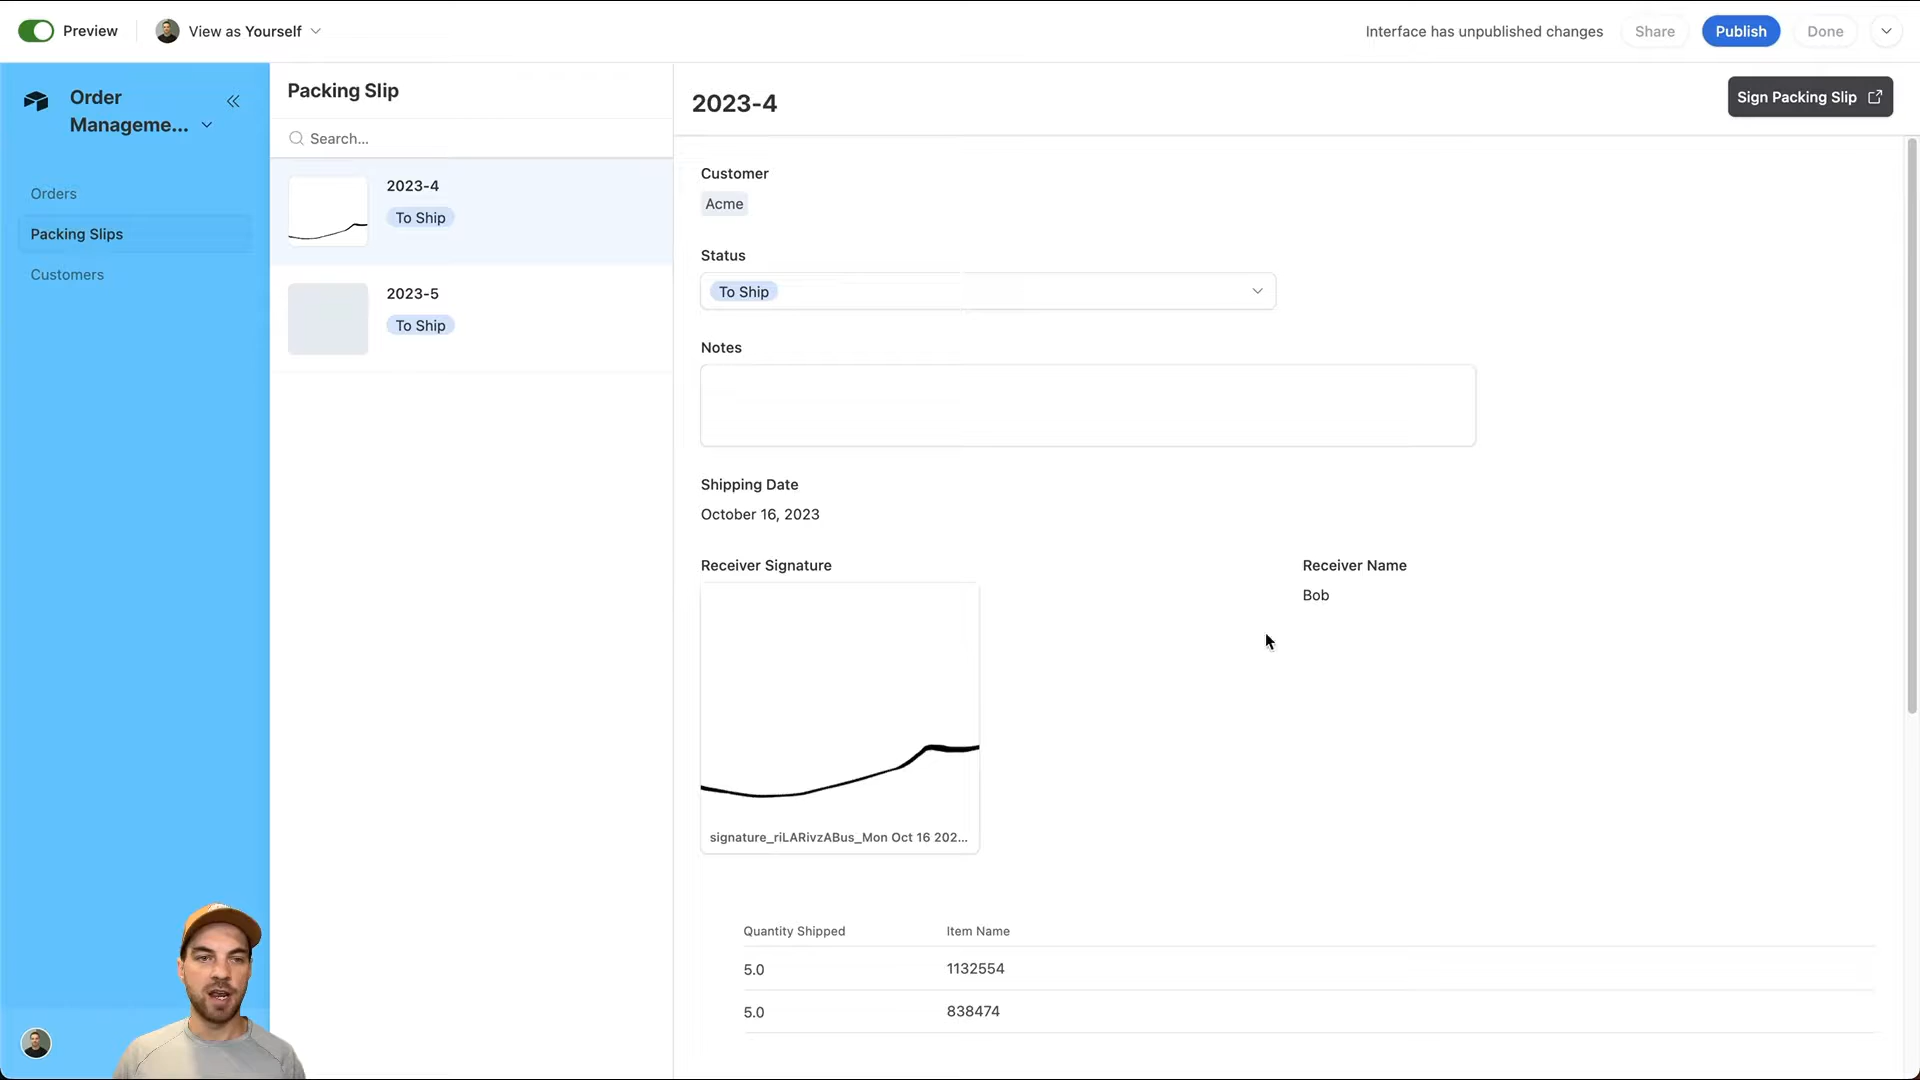 Preview
View as Yourself
Interface has unpublished changes
Share
Publish
Done
Order
Manageme...
Orders
Packing Slips
Customers
Packing Slip
Search...
2023-4
To Ship
2023-5
To Ship
2023-4
Sign Packing Slip
Customer
Acme
Status
To Ship
Notes
Shipping Date
October 16, 2023
Receiver Signature
Receiver Name
Bob
signature_riLARivzABus_Mon Oct 16 202...
Quantity Shipped Item Name
5.0 1132554
5.0 838474